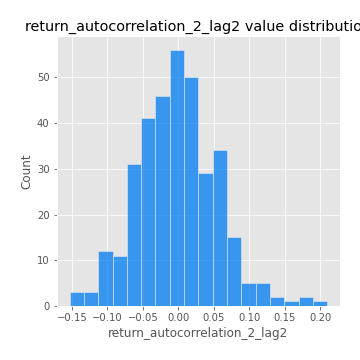 return_autocorrelation_2_lag2 value distributio
50
40
30
20
10
0
Count
−0.15 −0.10 −0.05 0.00 0.05 0.10 0.15 0.20
return_autocorrelation_2_lag2